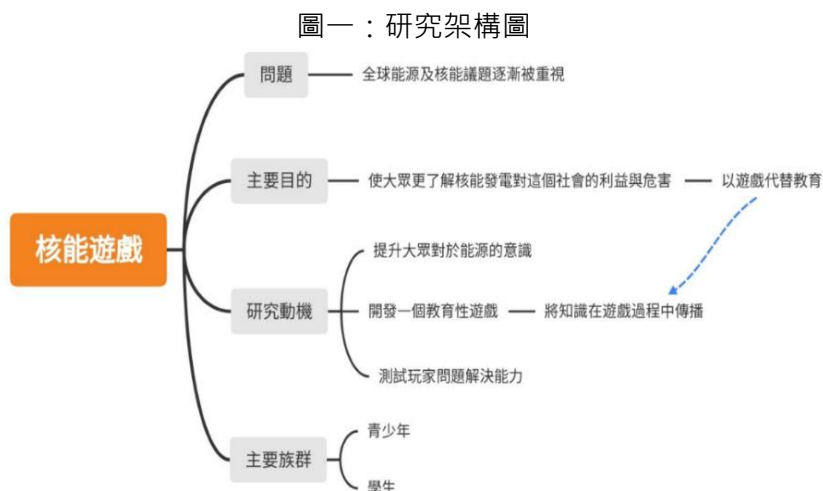 圖一：研究架構圖
核能遊戲
問題
全球能源及核能議題逐漸被重視
主要目的
使大眾更了解核能發電對這個社會的利益與危害
以遊戲代替教育
研究動機
提升大眾對於能源的意識
開發一個教育性遊戲
將知識在遊戲過程中傳播
測試玩家問題解決能力
主要族群
青少年
學生